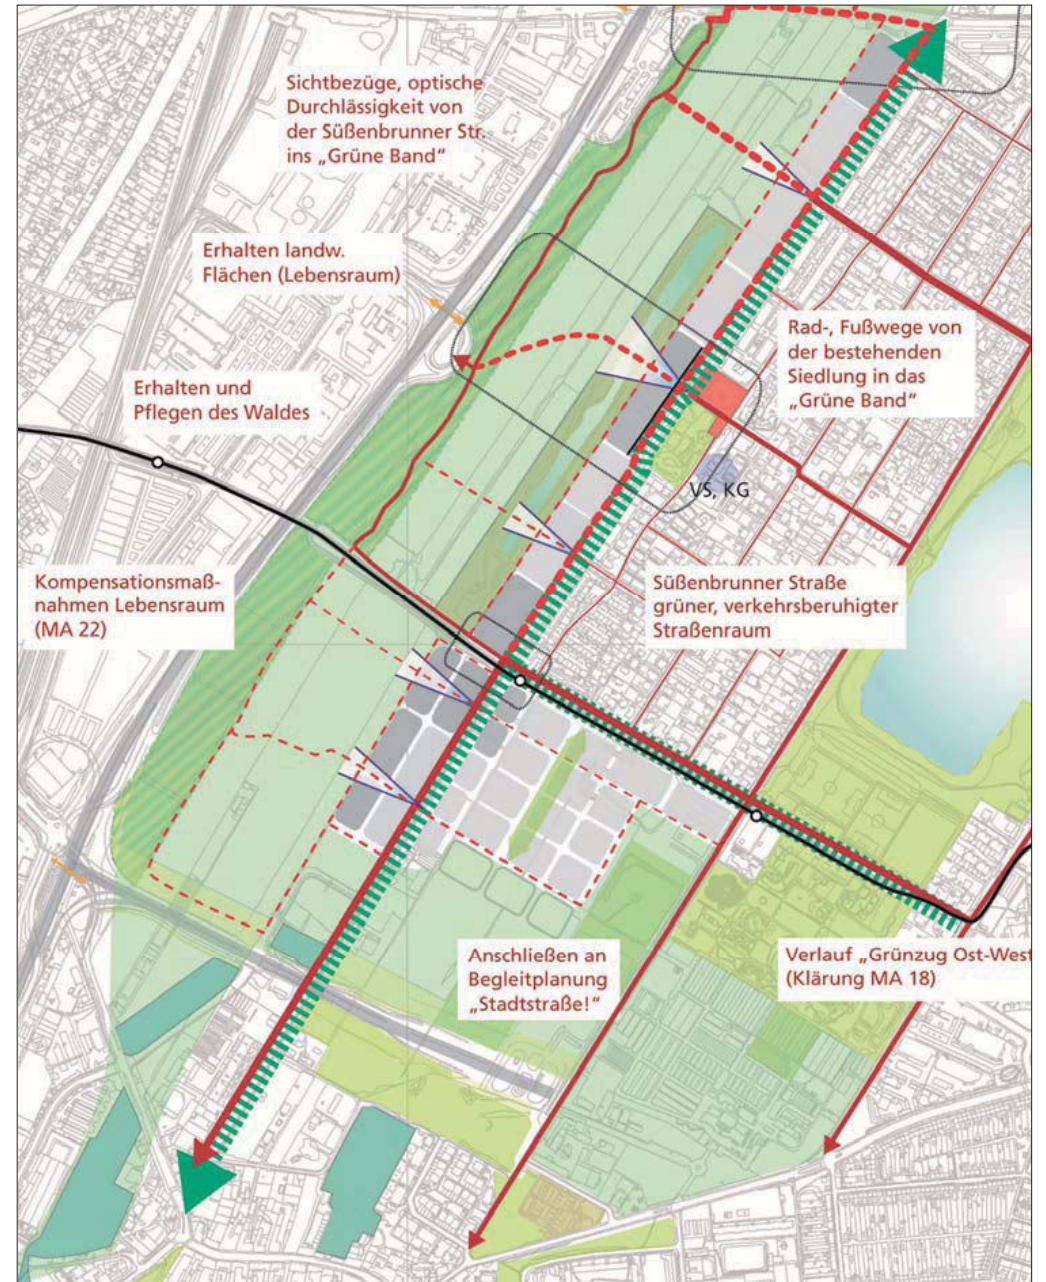 Sichtbezüge, optische
Durchlässigkeit von
der Süßenbrunner Str.
ins „Grüne Band“
Erhalten landw.
Flächen (Lebensraum)
Rad-, Fußwege von
der bestehenden
Siedlung in das
„Grüne Band“
Erhalten und
Pflegen des Waldes
VS, KG
Kompensationsmaß-
nahmen Lebensraum
(MA 22)
Süßenbrunner Straße
grüner, verkehrsberuhigter
Straßenraum
Anschließen an
Begleitplanung
„Stadtstraße!“
Verlauf „Grünzug Ost-West
(Klärung MA 18)